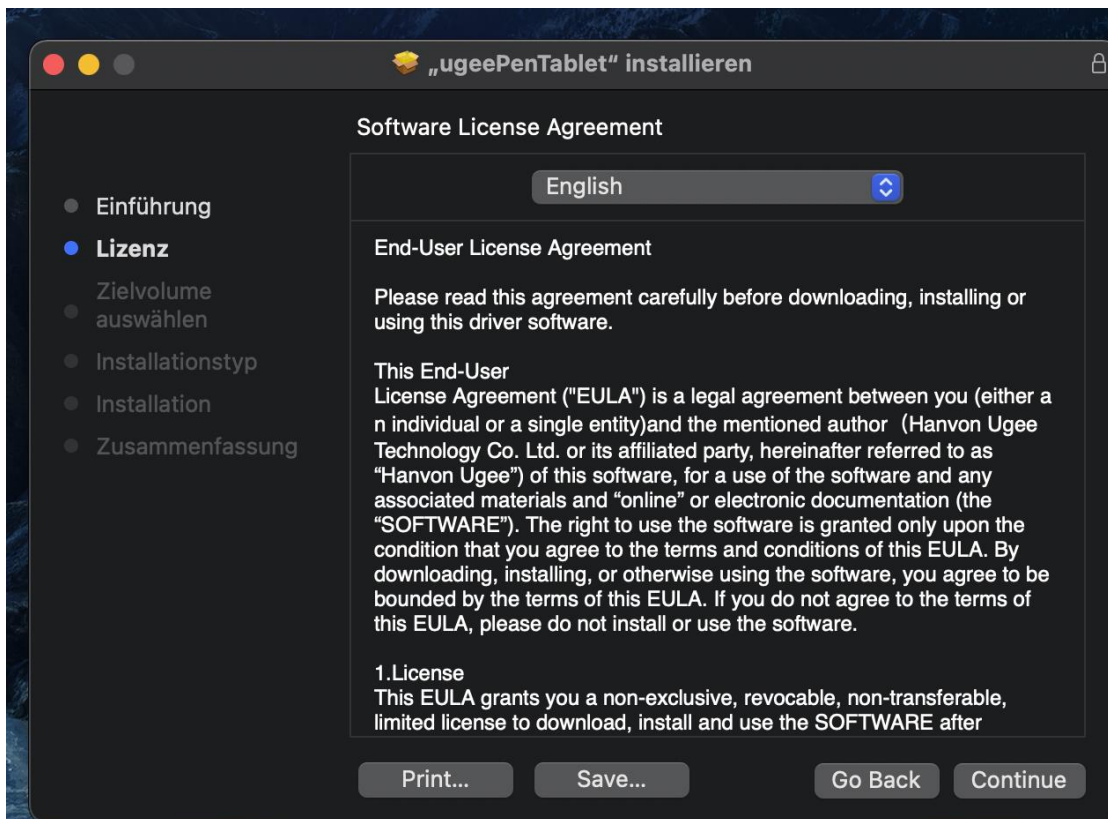 „ugeePenTablet“ installieren
Software License Agreement
English
Einführung
Lizenz
Zielvolume
auswählen
Installationstyp
Installation
Zusammenfassung
End-User License Agreement
Please read this agreement carefully before downloading, installing or
using this driver software.
This End-User
License Agreement ("EULA") is a legal agreement between you (either a
n individual or a single entity)and the mentioned author（Hanvon Ugee
Technology Co. Ltd. or its affiliated party, hereinafter referred to as
“Hanvon Ugee”) of this software, for a use of the software and any
associated materials and “online” or electronic documentation (the
“SOFTWARE”). The right to use the software is granted only upon the
condition that you agree to the terms and conditions of this EULA. By
downloading, installing, or otherwise using the software, you agree to be
bounded by the terms of this EULA. If you do not agree to the terms of
this EULA, please do not install or use the software.
1.License
This EULA grants you a non-exclusive, revocable, non-transferable,
limited license to download, install and use the SOFTWARE after
Print...
Save...
Go Back
Continue